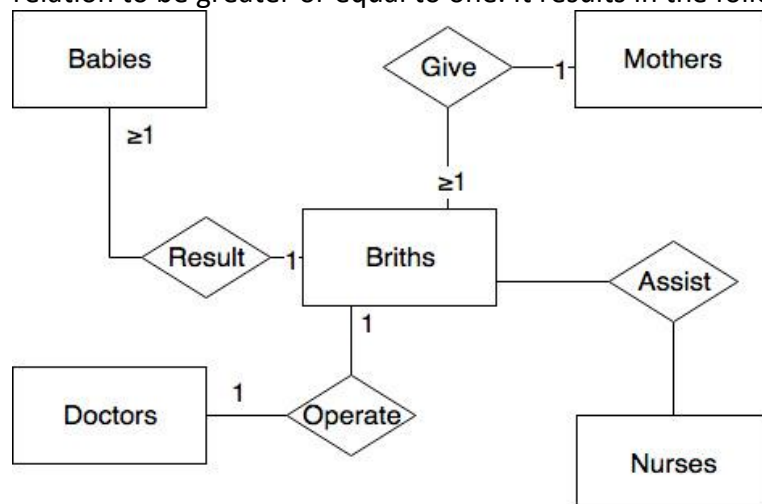 relation to be greater or equal to one. It results in the follo
Babies
Give
1
Mothers
≥1
≥1
Result
1
Briths
Assist
1
Doctors
1
Operate
Nurses